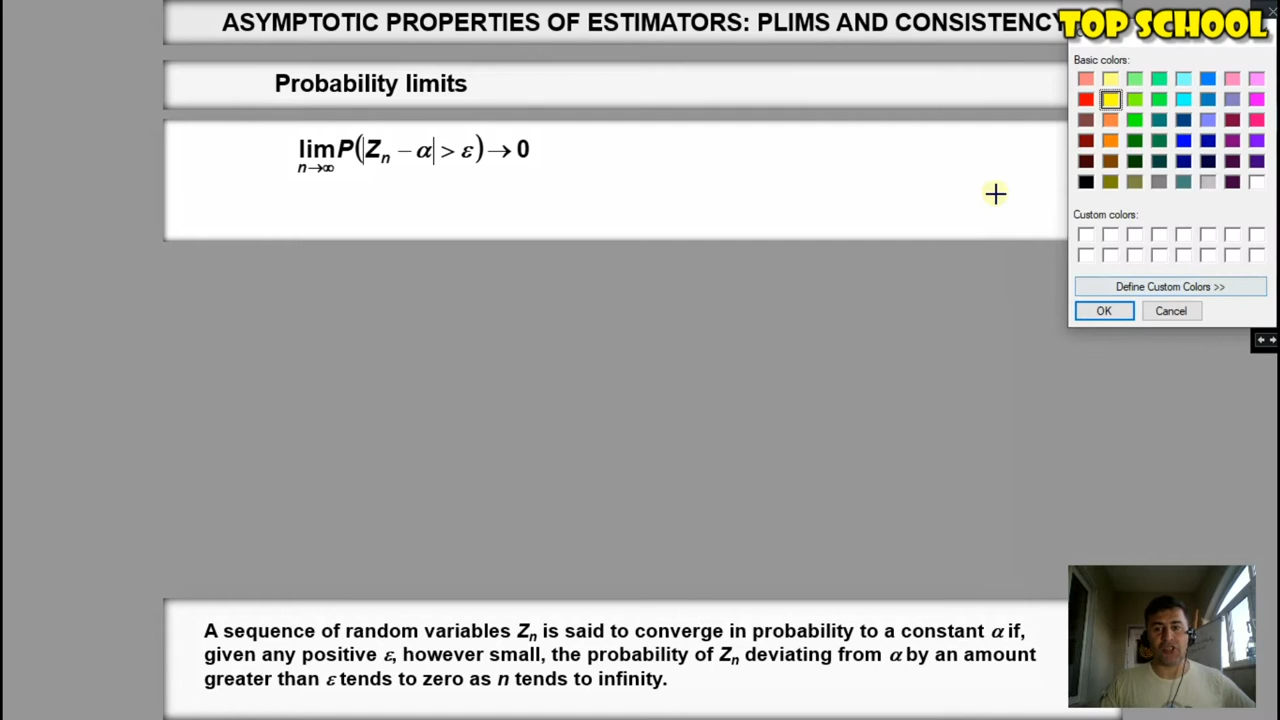 ASYMPTOTIC PROPERTIES OF ESTIMATORS: PLIMS AND CONSISTENCY
TOP SCHOOL
Probability limits
lim P(|Zₙ − α| > ε) → 0
n→∞
Basic colors:
Custom colors:
Define Custom Colors >>
OK Cancel
A sequence of random variables Zₙ is said to converge in probability to a constant α if,
given any positive ε, however small, the probability of Zₙ deviating from α by an amount
greater than ε tends to zero as n tends to infinity.